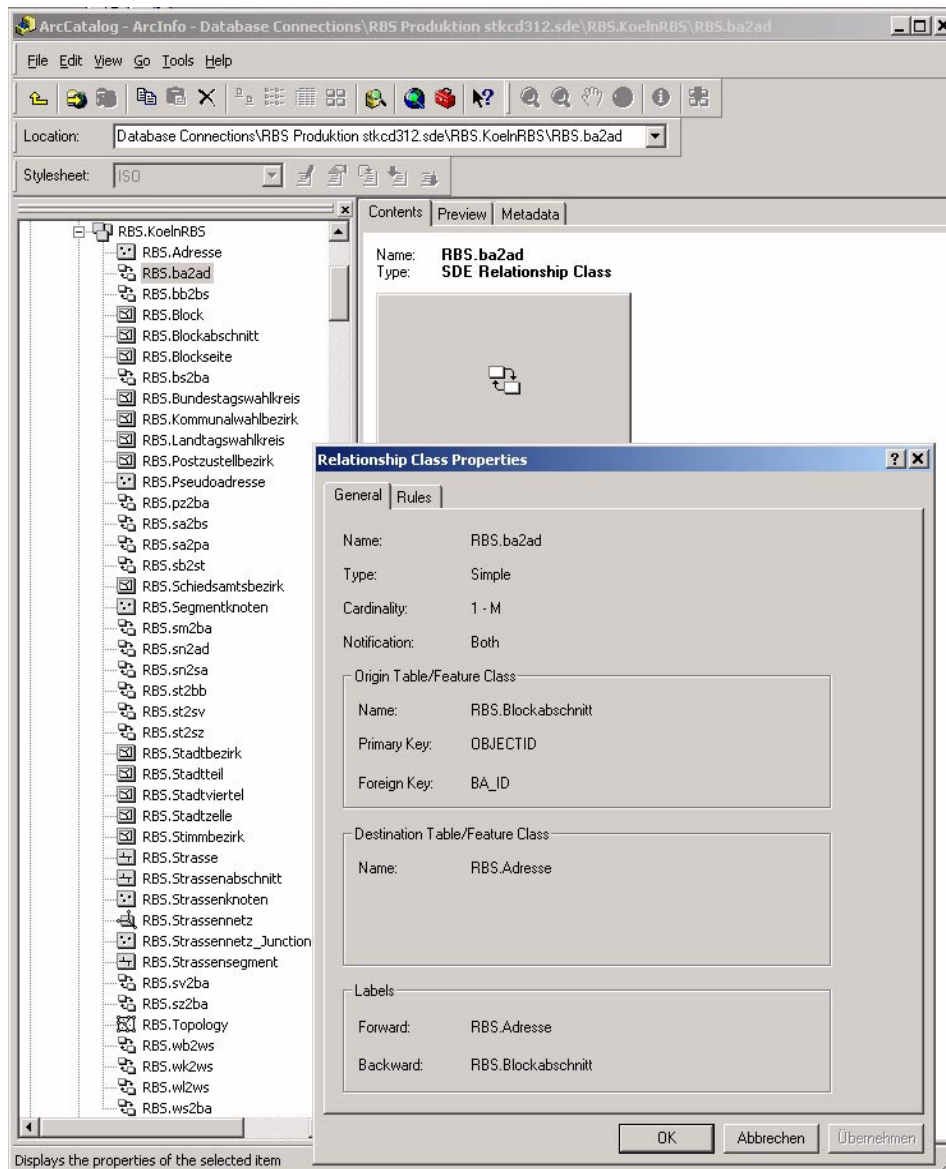 ArcCatalog - ArcInfo - Database Connections\RBS Produktion stkcd312.sde\RBS.KoelnRBS\RBS.ba2ad
File Edit View Go Tools Help
Location: Database Connections\RBS Produktion stkcd312.sde\RBS.KoelnRBS\RBS.ba2ad
Stylesheet: ISO
RBS.KoelnRBS
RBS.Adresse
RBS.ba2ad
RBS.bb2bs
RBS.Block
RBS.Blockabschnitt
RBS.Blockseite
RBS.bs2ba
RBS.Bundestagswahlkreis
RBS.Kommunalwahlbezirk
RBS.Landtagswahlkreis
RBS.Postzustellbezirk
RBS.Pseudoadresse
RBS.pz2ba
RBS.sa2bs
RBS.sa2pa
RBS.sb2st
RBS.Schiedsamtsbezirk
RBS.Segmentknoten
RBS.sm2ba
RBS.sn2ad
RBS.sn2sa
RBS.st2bb
RBS.st2sv
RBS.st2sz
RBS.Stadtbezirk
RBS.Stadtteil
RBS.Stadtviertel
RBS.Stadtzelle
RBS.Stimmbezirk
RBS.Strasse
RBS.Strassenabschnitt
RBS.Strassenknoten
RBS.Strassennetz
RBS.Strassennetz_Junction
RBS.Strassensegment
RBS.sv2ba
RBS.sz2ba
RBS.Topology
RBS.wb2ws
RBS.wk2ws
RBS.wl2ws
RBS.ws2ba
Contents Preview Metadata
Name: RBS.ba2ad
Type: SDE Relationship Class
Relationship Class Properties
General Rules
Name: RBS.ba2ad
Type: Simple
Cardinality: 1 - M
Notification: Both
Origin Table/Feature Class
Name: RBS.Blockabschnitt
Primary Key: OBJECTID
Foreign Key: BA_ID
Destination Table/Feature Class
Name: RBS.Adresse
Labels
Forward: RBS.Adresse
Backward: RBS.Blockabschnitt
OK Abbrechen Übernehmen
Displays the properties of the selected item